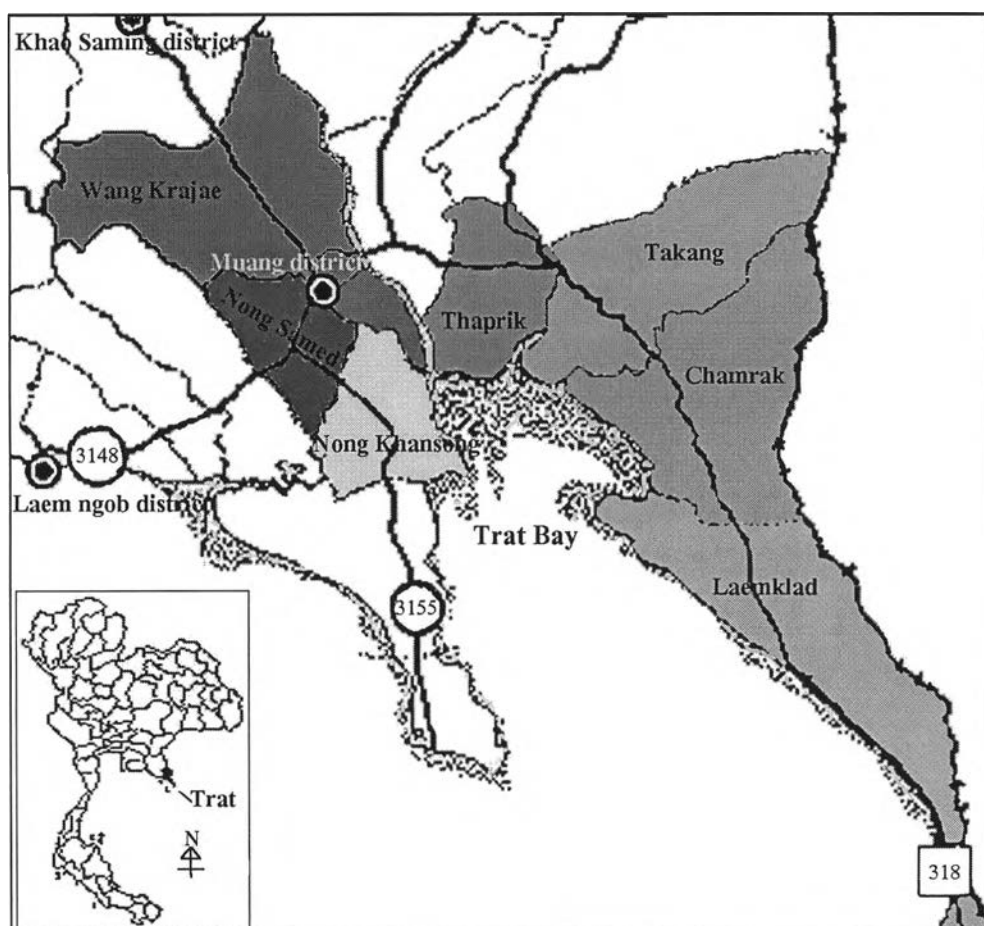 Khao Saming district
Wang Krajae
Muang district
Takang
Nong Samed
Thaprik
Chamrak
Nong Khansong
3148
Laem ngob district
Trat Bay
Laemklad
3155
Trat
N
318